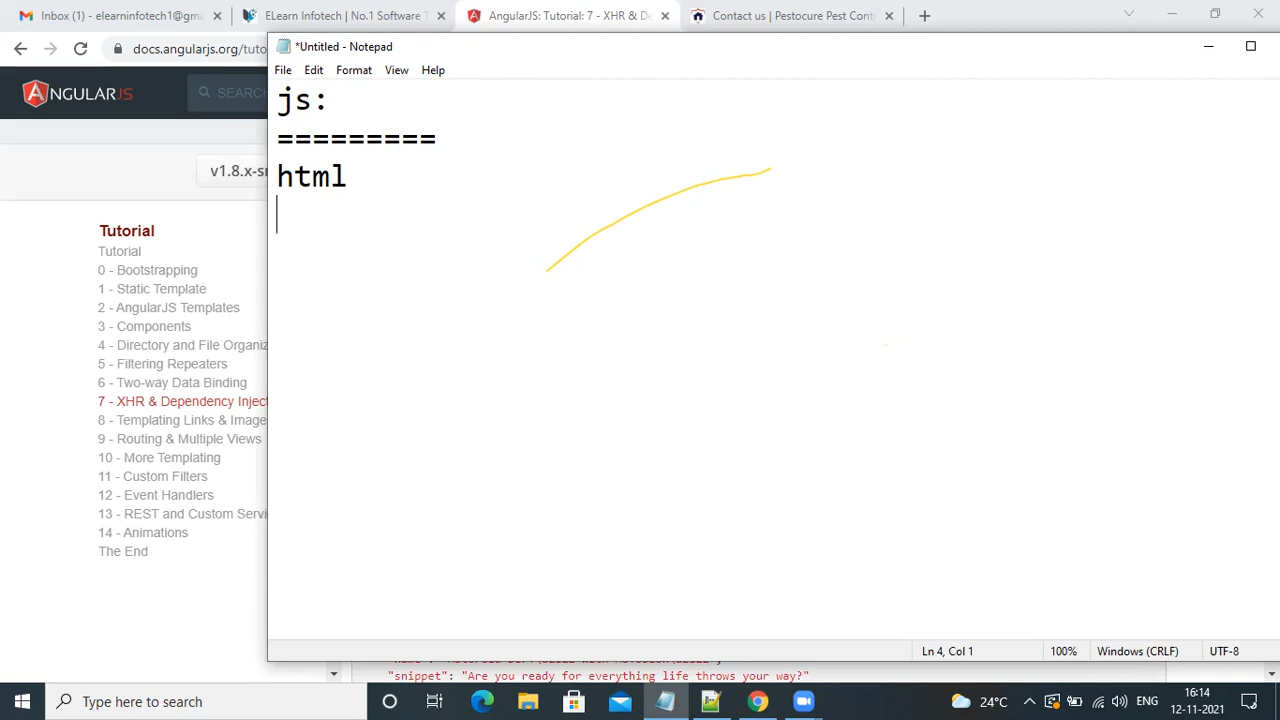 Inbox (1) - elearninfotech1@gma
ELearn Infotech | No.1 Software T
AngularJS: Tutorial: 7 - XHR & De
Contact us | Pestocure Pest Cont
docs.angularjs.org/tuto
*Untitled - Notepad
File Edit Format View Help
ANGULARJS
SEARCH
js:
=========
html
v1.8.x-sn
Tutorial
Tutorial
0 - Bootstrapping
1 - Static Template
2 - AngularJS Templates
3 - Components
4 - Directory and File Organiz
5 - Filtering Repeaters
6 - Two-way Data Binding
7 - XHR & Dependency Inject
8 - Templating Links & Image
9 - Routing & Multiple Views
10 - More Templating
11 - Custom Filters
12 - Event Handlers
13 - REST and Custom Servi
14 - Animations
The End
Ln 4, Col 1
100%
Windows (CRLF)
UTF-8
"snippet": "Are you ready for everything life throws your way?"
Type here to search
24°C
ENG
16:14
12-11-2021